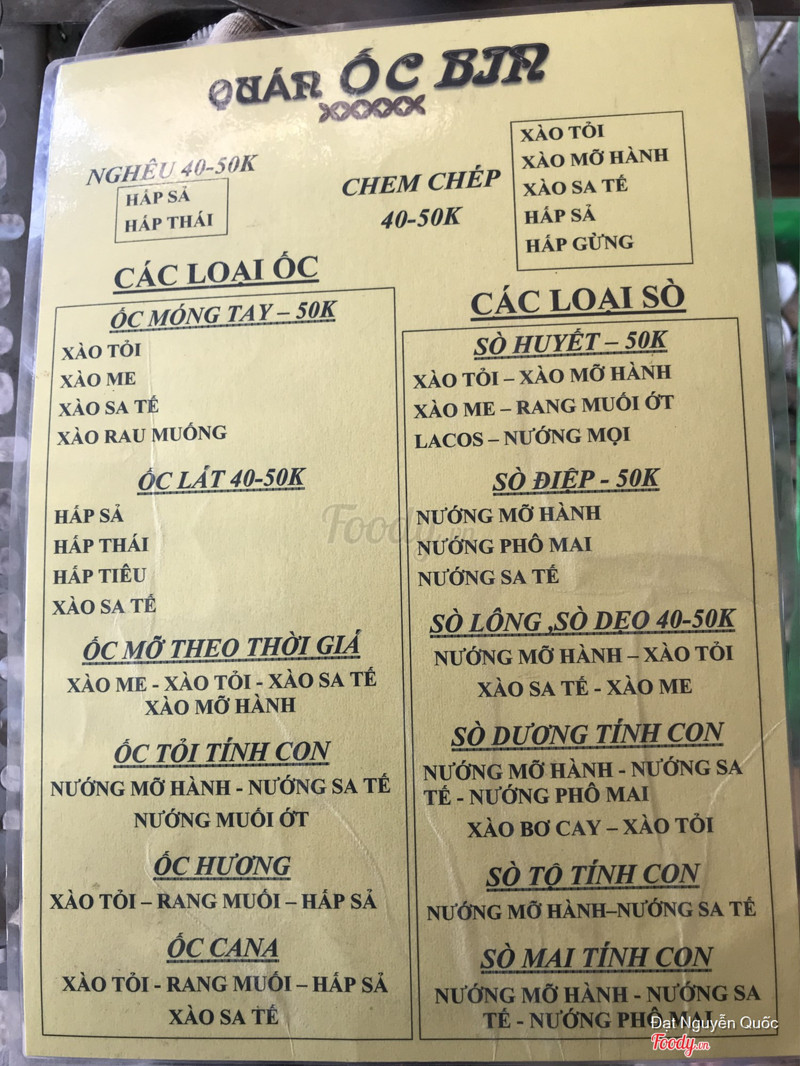 QUÁN ỐC BIN
NGHÊU 40-50K
HẤP SẢ
HẤP THÁI
CHEM CHÉP
40-50K
XÀO TỎI
XÀO MỠ HÀNH
XÀO SA TẾ
HẤP SẢ
HẤP GỪNG
CÁC LOẠI ỐC
ỐC MÓNG TAY – 50K
XÀO TỎI
XÀO ME
XÀO SA TẾ
XÀO RAU MUỐNG
ỐC LÁT 40-50K
HẤP SẢ
HẤP THÁI
HẤP TIÊU
XÀO SA TẾ
ỐC MỠ THEO THỜI GIÁ
XÀO ME - XÀO TỎI - XÀO SA TẾ
XÀO MỠ HÀNH
ỐC TỎI TÍNH CON
NƯỚNG MỠ HÀNH - NƯỚNG SA TẾ
NƯỚNG MUỐI ỚT
ỐC HƯƠNG
XÀO TỎI – RANG MUỐI – HẤP SẢ
ỐC CANA
XÀO TỎI - RANG MUỐI – HẤP SẢ
XÀO SA TẾ
CÁC LOẠI SÒ
SÒ HUYẾT – 50K
XÀO TỎI – XÀO MỠ HÀNH
XÀO ME – RANG MUỐI ỚT
LACOS – NƯỚNG MỌI
SÒ ĐIỆP - 50K
NƯỚNG MỠ HÀNH
NƯỚNG PHÔ MAI
NƯỚNG SA TẾ
SÒ LÔNG ,SÒ DẸO 40-50K
NƯỚNG MỠ HÀNH – XÀO TỎI
XÀO SA TẾ - XÀO ME
SÒ DƯƠNG TÍNH CON
NƯỚNG MỠ HÀNH - NƯỚNG SA
TẾ - NƯỚNG PHÔ MAI
XÀO BƠ CAY – XÀO TỎI
SÒ TỘ TÍNH CON
NƯỚNG MỠ HÀNH–NƯỚNG SA TẾ
SÒ MAI TÍNH CON
NƯỚNG MỠ HÀNH - NƯỚNG SA
TẾ - NƯỚNG PHÔ MAI
Foody.vn
Đạt Nguyễn Quốc
Foody.vn